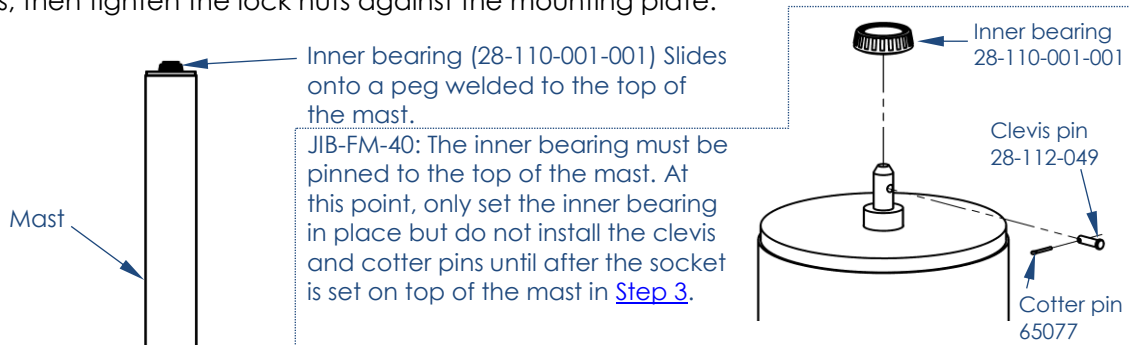 s, then tighten the lock nuts against the mounting plate.
Inner bearing (28-110-001-001) Slides
onto a peg welded to the top of
the mast.
JIB-FM-40: The inner bearing must be
pinned to the top of the mast. At
this point, only set the inner bearing
in place but do not install the clevis
and cotter pins until after the socket
is set on top of the mast in Step 3.
Mast
Inner bearing
28-110-001-001
Clevis pin
28-112-049
Cotter pin
65077